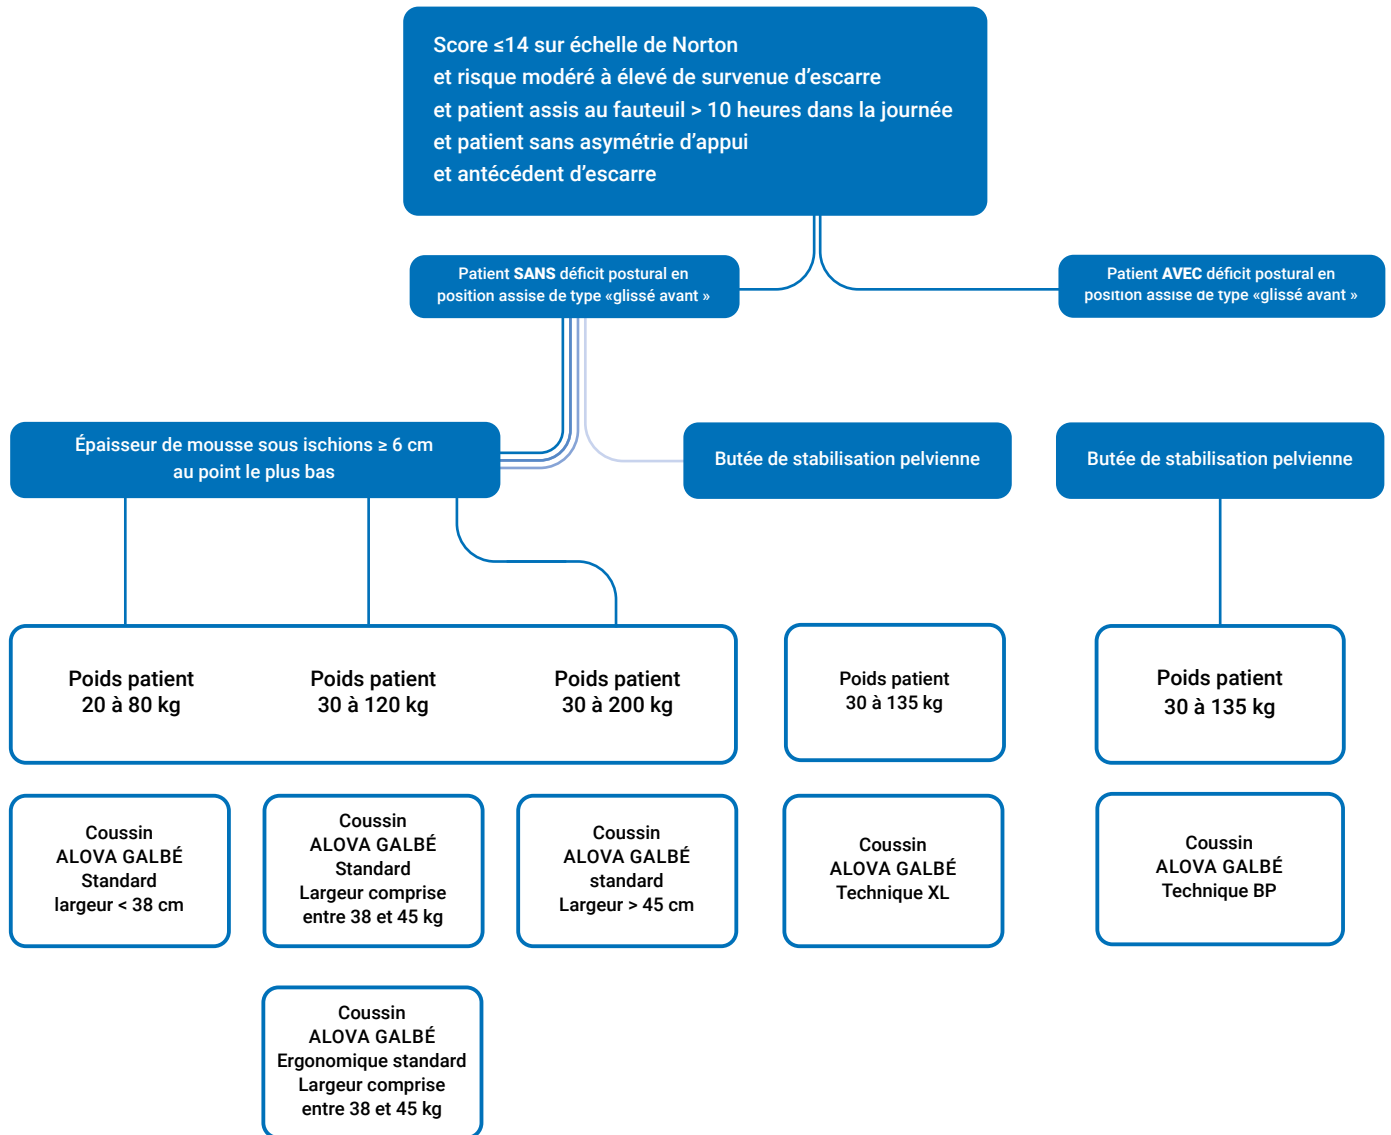 Score ≤14 sur échelle de Norton
et risque modéré à élevé de survenue d’escarre
et patient assis au fauteuil > 10 heures dans la journée
et patient sans asymétrie d’appui
et antécédent d’escarre
Patient SANS déficit postural en
position assise de type «glissé avant »
Patient AVEC déficit postural en
position assise de type «glissé avant »
Épaisseur de mousse sous ischions ≥ 6 cm
au point le plus bas
Butée de stabilisation pelvienne
Butée de stabilisation pelvienne
Poids patient
20 à 80 kg
Poids patient
30 à 120 kg
Poids patient
30 à 200 kg
Poids patient
30 à 135 kg
Poids patient
30 à 135 kg
Coussin
ALOVA GALBÉ
Standard
largeur < 38 cm
Coussin
ALOVA GALBÉ
Standard
Largeur comprise
entre 38 et 45 kg
Coussin
ALOVA GALBÉ
standard
Largeur > 45 cm
Coussin
ALOVA GALBÉ
Technique XL
Coussin
ALOVA GALBÉ
Technique BP
Coussin
ALOVA GALBÉ
Ergonomique standard
Largeur comprise
entre 38 et 45 kg